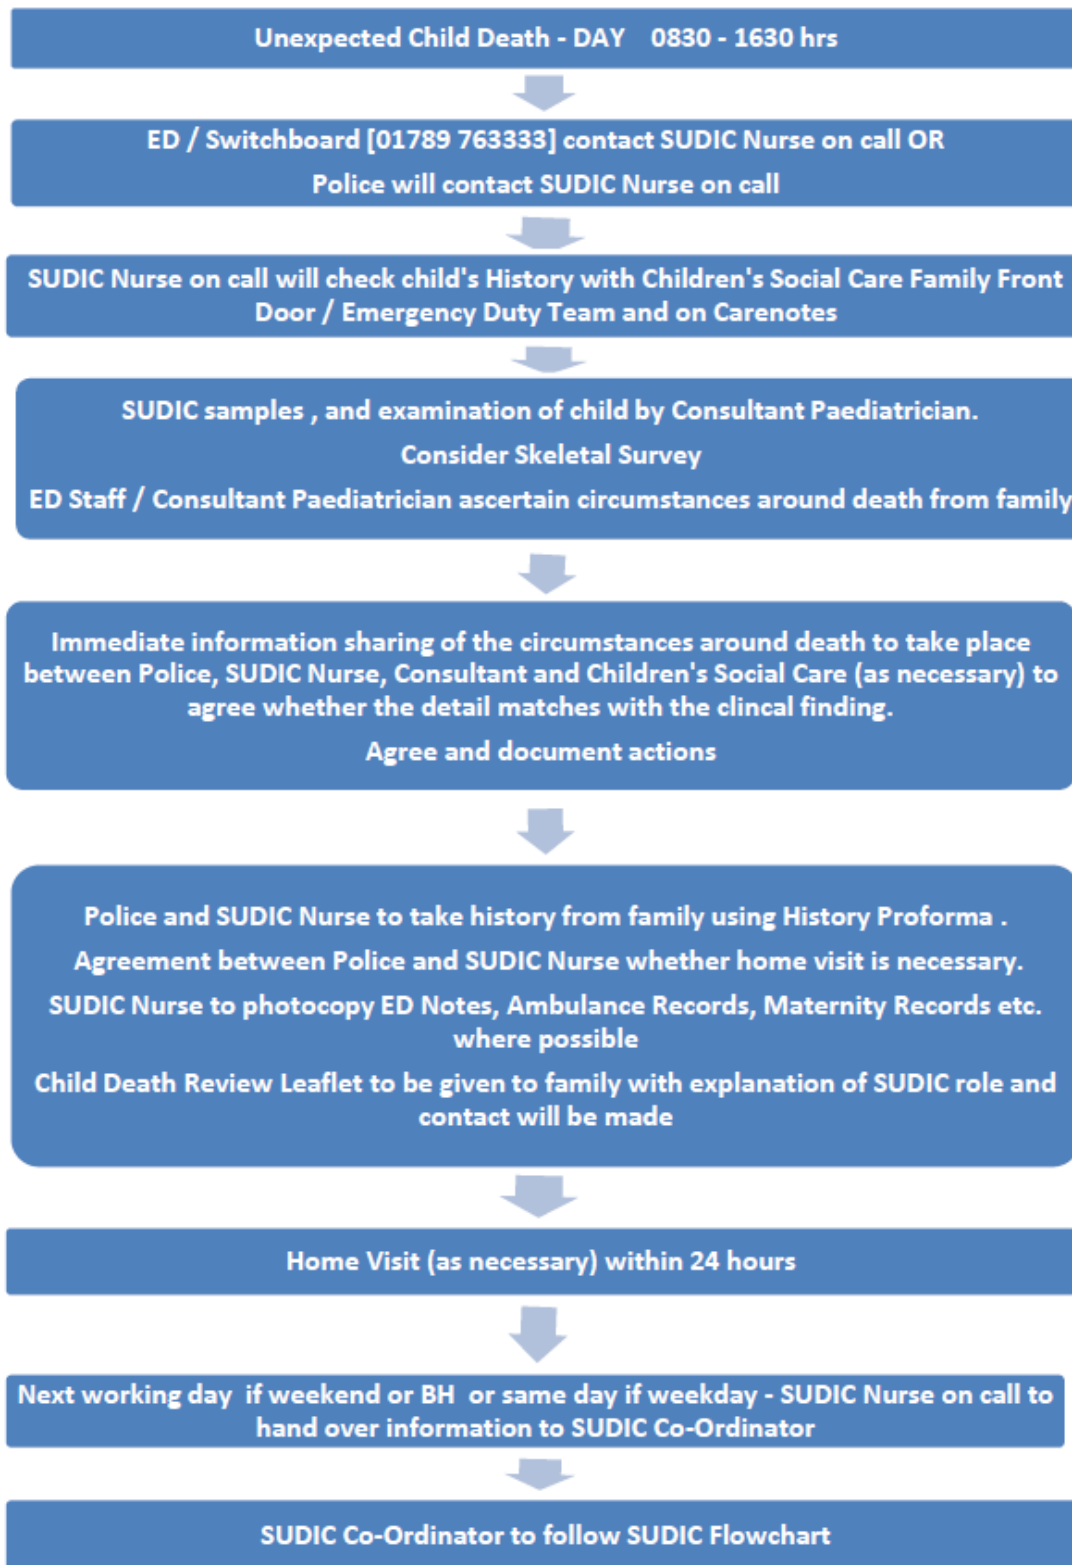 Unexpected Child Death - DAY 0830 - 1630 hrs
ED / Switchboard [01789 763333] contact SUDIC Nurse on call OR
Police will contact SUDIC Nurse on call
SUDIC Nurse on call will check child's History with Children's Social Care Family Front
Door / Emergency Duty Team and on Carenotes
SUDIC samples , and examination of child by Consultant Paediatrician.
Consider Skeletal Survey
ED Staff / Consultant Paediatrician ascertain circumstances around death from family
Immediate information sharing of the circumstances around death to take place
between Police, SUDIC Nurse, Consultant and Children's Social Care (as necessary) to
agree whether the detail matches with the clincal finding.
Agree and document actions
Police and SUDIC Nurse to take history from family using History Proforma .
Agreement between Police and SUDIC Nurse whether home visit is necessary.
SUDIC Nurse to photocopy ED Notes, Ambulance Records, Maternity Records etc.
where possible
Child Death Review Leaflet to be given to family with explanation of SUDIC role and
contact will be made
Home Visit (as necessary) within 24 hours
Next working day if weekend or BH or same day if weekday - SUDIC Nurse on call to
hand over information to SUDIC Co-Ordinator
SUDIC Co-Ordinator to follow SUDIC Flowchart